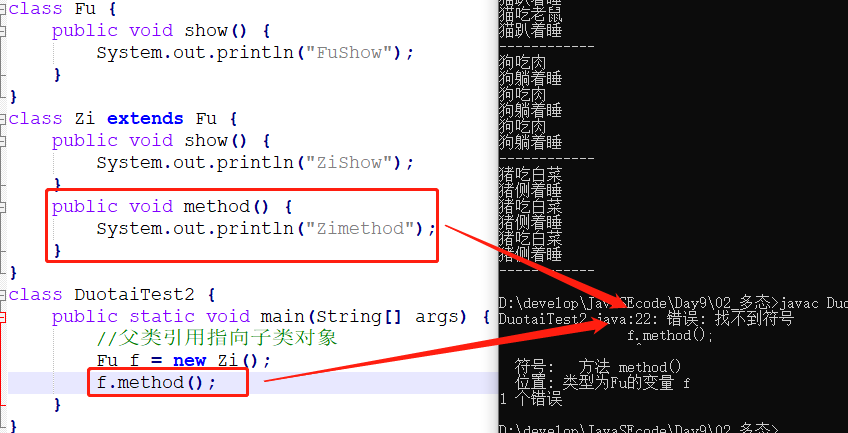 class Fu {
public void show() {
System.out.println("FuShow");
}
}
class Zi extends Fu {
public void show() {
System.out.println("ZiShow");
}
public void method() {
System.out.println("Zimethod");
}
}
class DuotaiTest2 {
public static void main(String[] args) {
//父类引用指向子类对象
Fu f = new Zi();
f.method();
}
}
猫吃老鼠
猫趴着睡
------------
狗吃肉
狗躺着睡
狗吃肉
狗躺着睡
狗吃肉
狗躺着睡
------------
猪吃白菜
猪侧着睡
猪吃白菜
猪侧着睡
猪吃白菜
猪侧着睡
------------
D:\develop\JavaSEcode\Day9\02_多态>javac Duo
DuotaiTest2.java:22: 错误: 找不到符号
f.method();
^
符号:   方法 method()
位置: 类型为Fu的变量 f
1 个错误
D:\develop\JavaSEcode\Day9\02_多态>